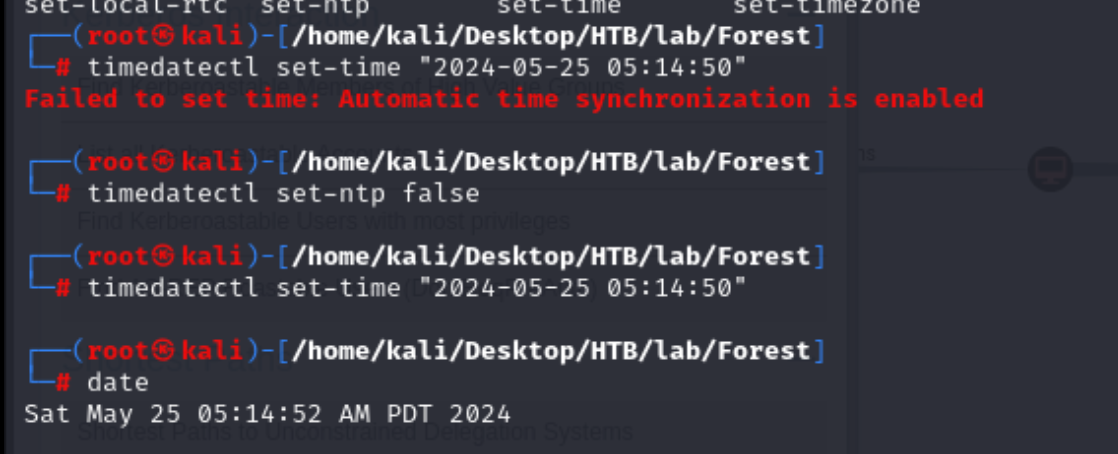 set-local-rtc set-ntp set-time set-timezone
┌──(root㉿kali)-[/home/kali/Desktop/HTB/lab/Forest]
└─# timedatectl set-time "2024-05-25 05:14:50"
Failed to set time: Automatic time synchronization is enabled
┌──(root㉿kali)-[/home/kali/Desktop/HTB/lab/Forest]
└─# timedatectl set-ntp false
Find Kerberoastable Users with most privileges
┌──(root㉿kali)-[/home/kali/Desktop/HTB/lab/Forest]
└─# timedatectl set-time "2024-05-25 05:14:50"
┌──(root㉿kali)-[/home/kali/Desktop/HTB/lab/Forest]
└─# date
Sat May 25 05:14:52 AM PDT 2024
Shortest Paths to Unconstrained Delegation Systems